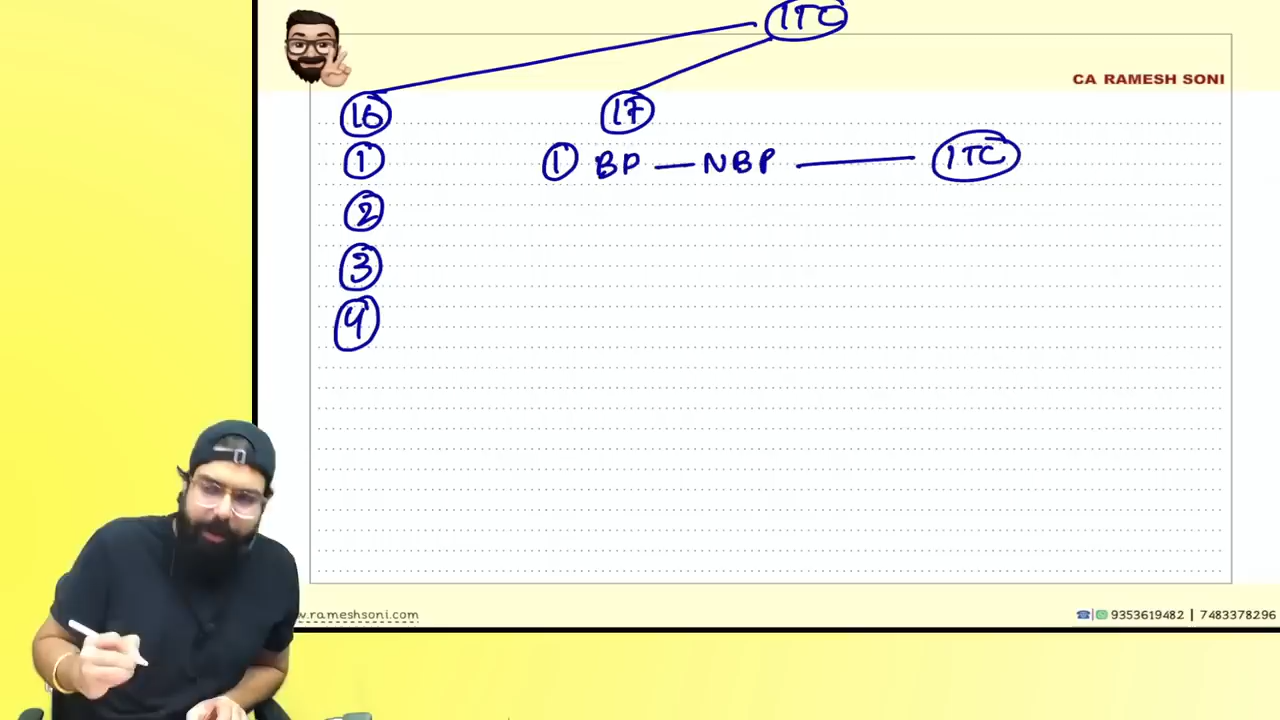 ITC
CA RAMESH SONI
16 17
1 1 BP — NBP — ITC
2
3
4
w.rameshsoni.com
9353619482 | 7483378296